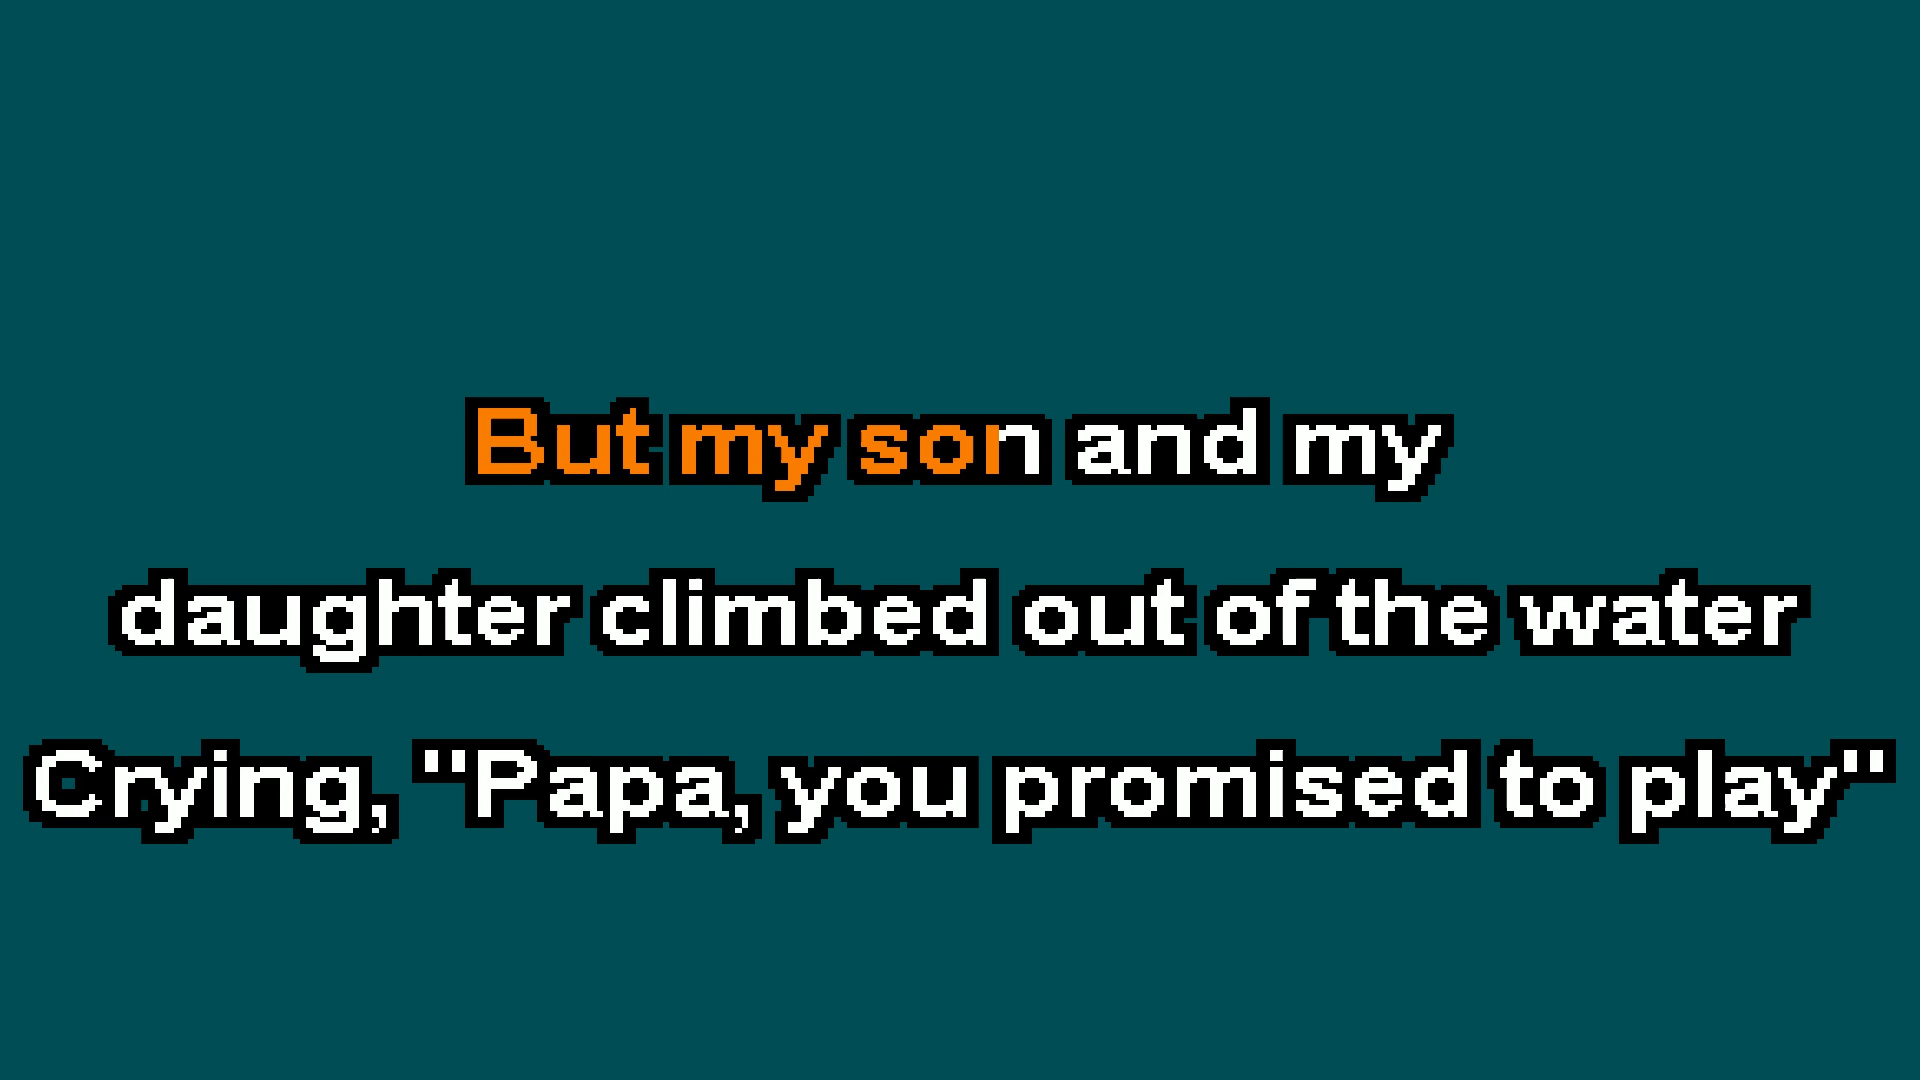 But my son and my
daughter climbed out of the water
Crying, "Papa, you promised to play"